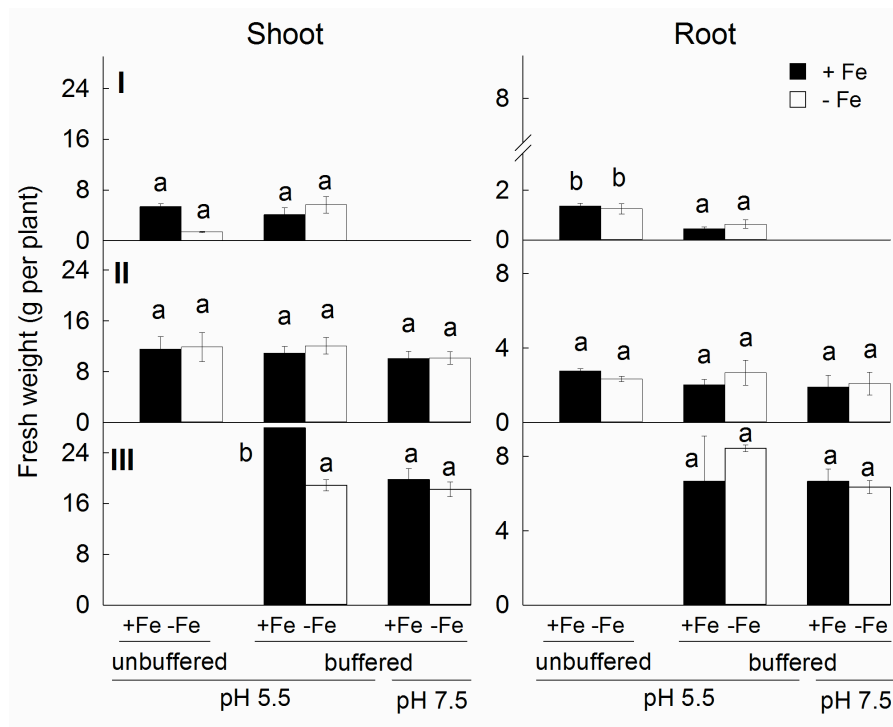 Shoot Root
I
24
16
8
0
a a a a
8
2
0
b b a a
+ Fe
- Fe
Fresh weight (g per plant)
II
24
16
8
0
a a a a a a
8
4
0
a a a a a a
III
24
16
8
0
b a a a
8
4
0
a a a a
+Fe -Fe +Fe -Fe +Fe -Fe +Fe -Fe +Fe -Fe +Fe -Fe
unbuffered buffered unbuffered buffered
pH 5.5 pH 7.5 pH 5.5 pH 7.5